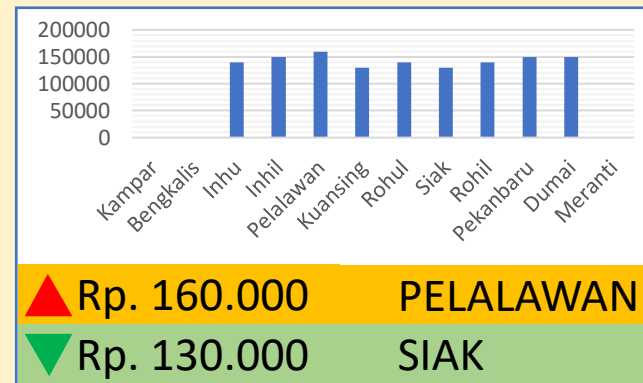 200000
150000
100000
50000
0
Kampar
Bengkalis
Inhu
Inhil
Pelalawan
Kuansing
Rohul
Siak
Rohil
Pekanbaru
Dumai
Meranti
Rp. 160.000 PELALAWAN
Rp. 130.000 SIAK